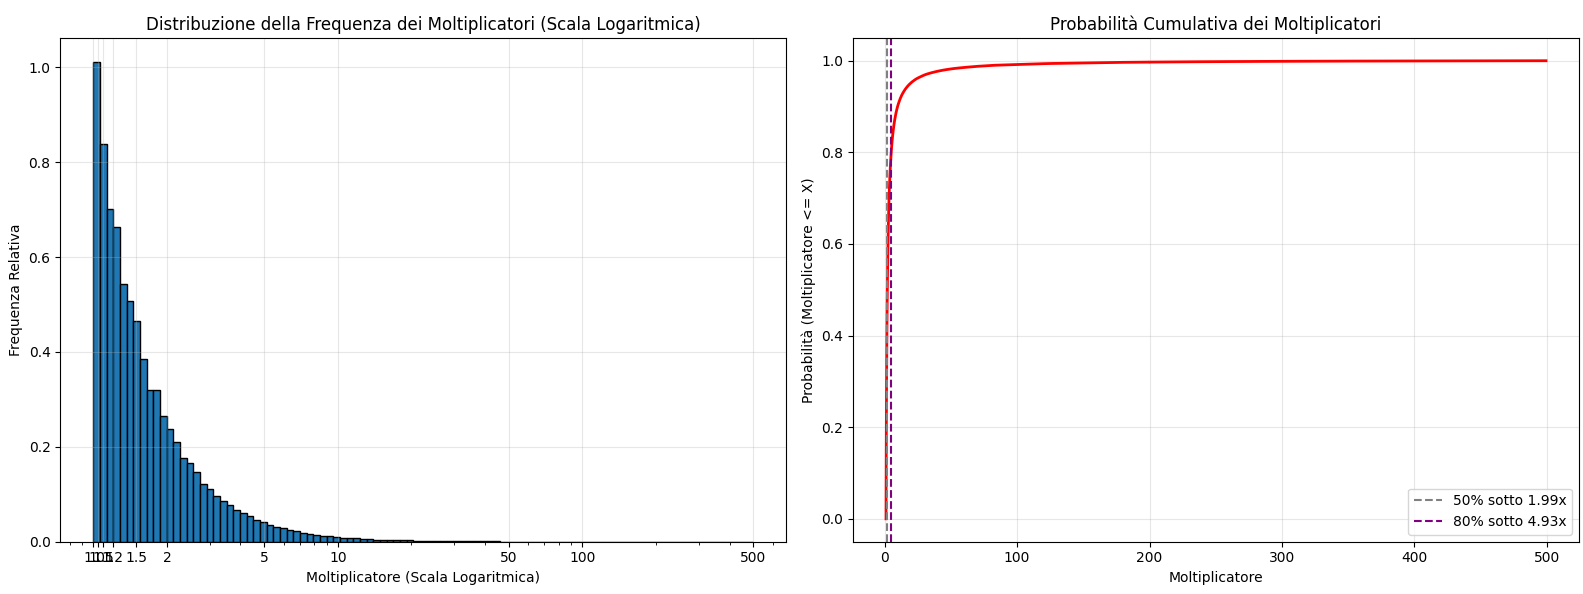 Distribuzione della Frequenza dei Moltiplicatori (Scala Logaritmica)
Frequenza Relativa
1.0
0.8
0.6
0.4
0.2
0.0
1.5 2 5 10 50 100 500
Moltiplicatore (Scala Logaritmica)
Probabilità Cumulativa dei Moltiplicatori
Probabilità (Moltiplicatore <= X)
1.0
0.8
0.6
0.4
0.2
0.0
50% sotto 1.99x
80% sotto 4.93x
0 100 200 300 400 500
Moltiplicatore